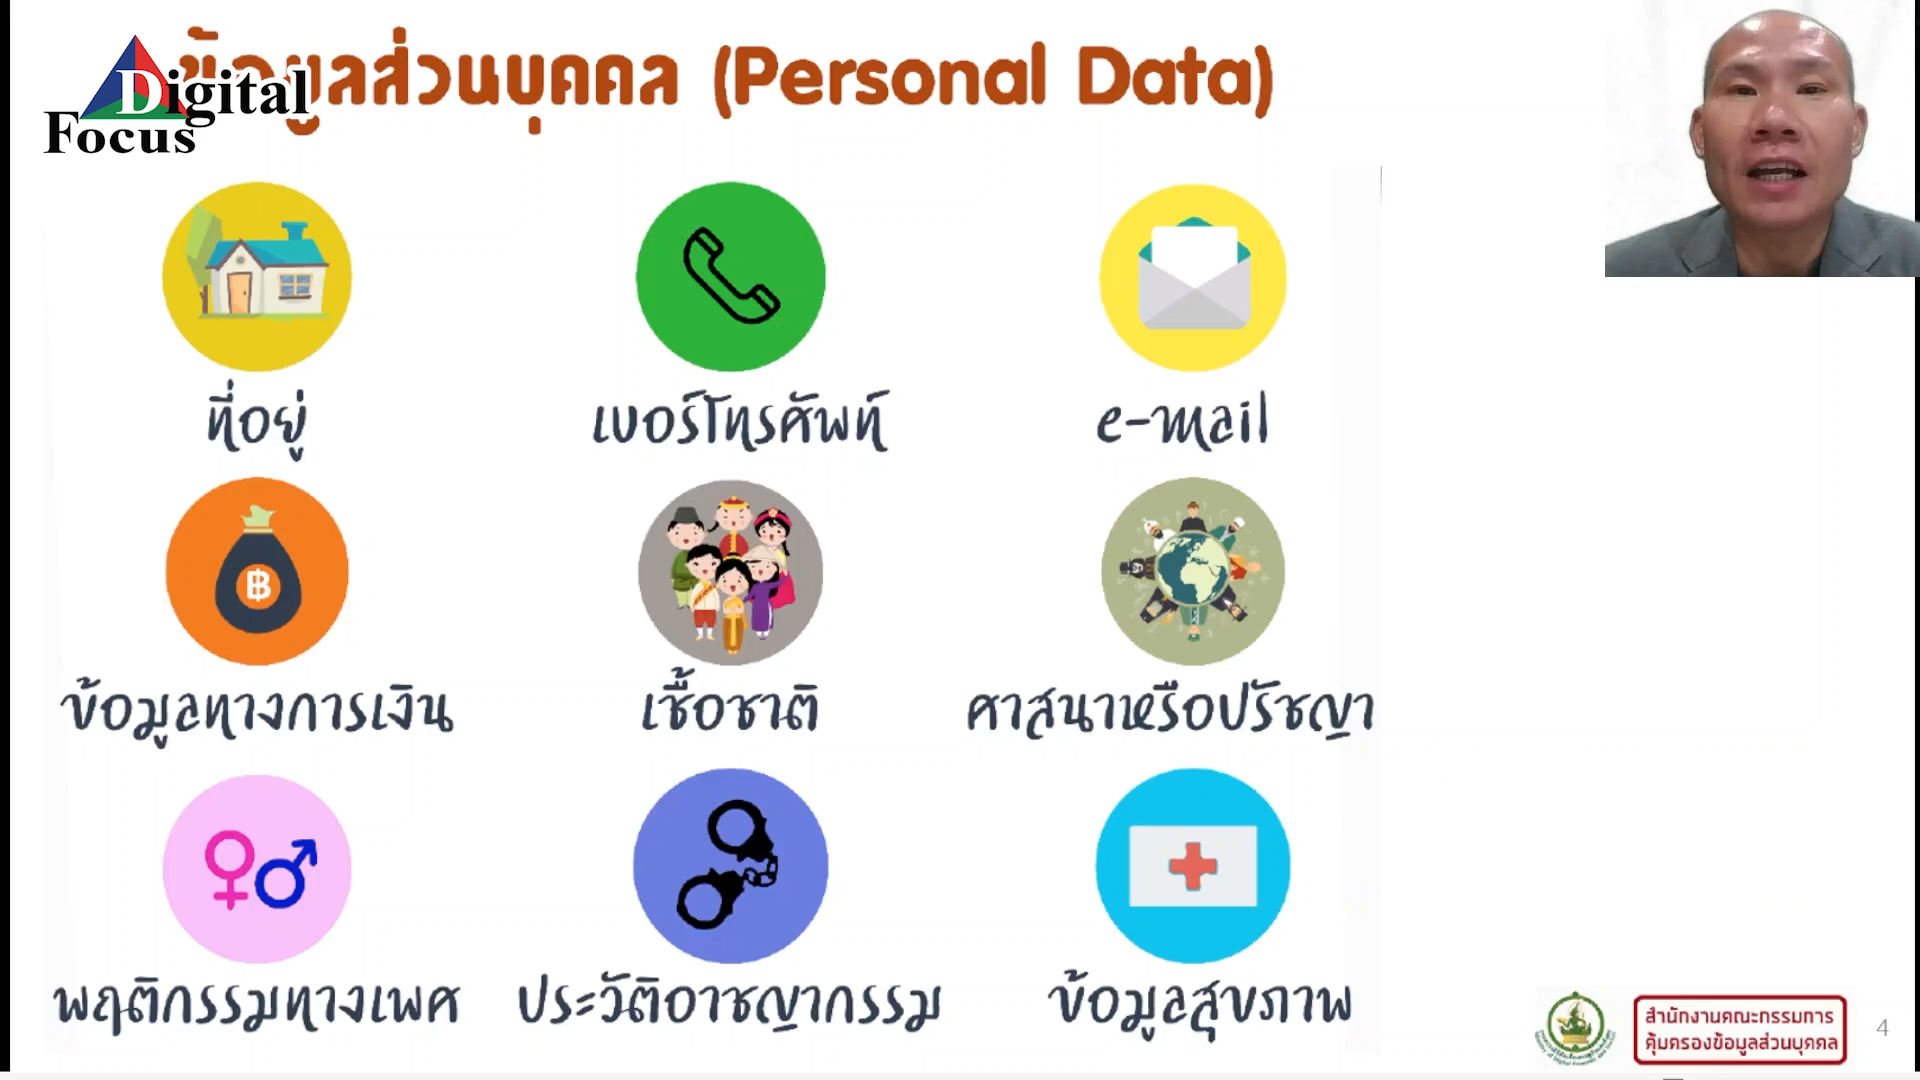 ข้อมูลส่วนบุคคล (Personal Data)
Digital
Focus
ที่อยู่
เบอร์โทรศัพท์
e-mail
฿
ข้อมูลทางการเงิน
เชื้อชาติ
ศาสนาหรือปรัชญา
พฤติกรรมทางเพศ
ประวัติอาชญากรรม
ข้อมูลสุขภาพ
สำนักงานคณะกรรมการ
คุ้มครองข้อมูลส่วนบุคคล
4